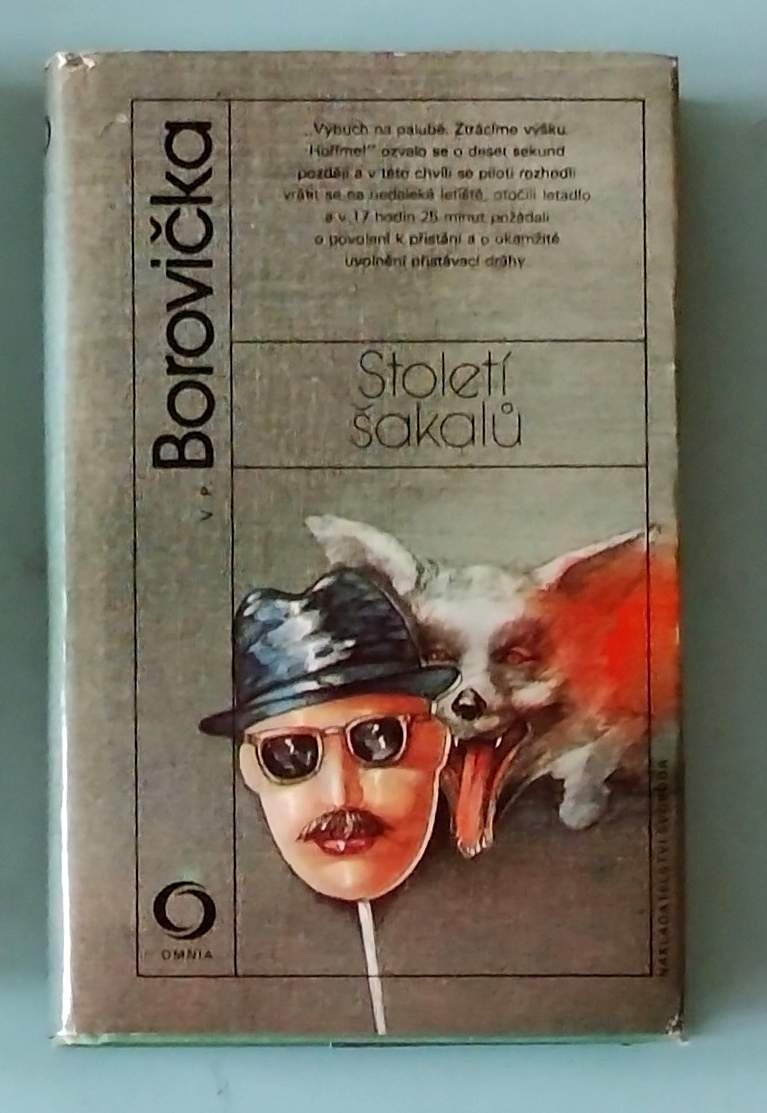 V. P. Borovička
„Výbuch na palubě. Ztrácíme výšku.
Hoříme!“ ozvalo se o deset sekund
později a v této chvíli se piloti rozhodli
vrátit se na nedaleké letiště, otočili letadlo
a v 17 hodin 25 minut požádali
o povolení k přistání a o okamžité
uvolnění přistávací dráhy.
Století
šakalů
OMNIA
NAKLADATELSTVÍ SVOBODA